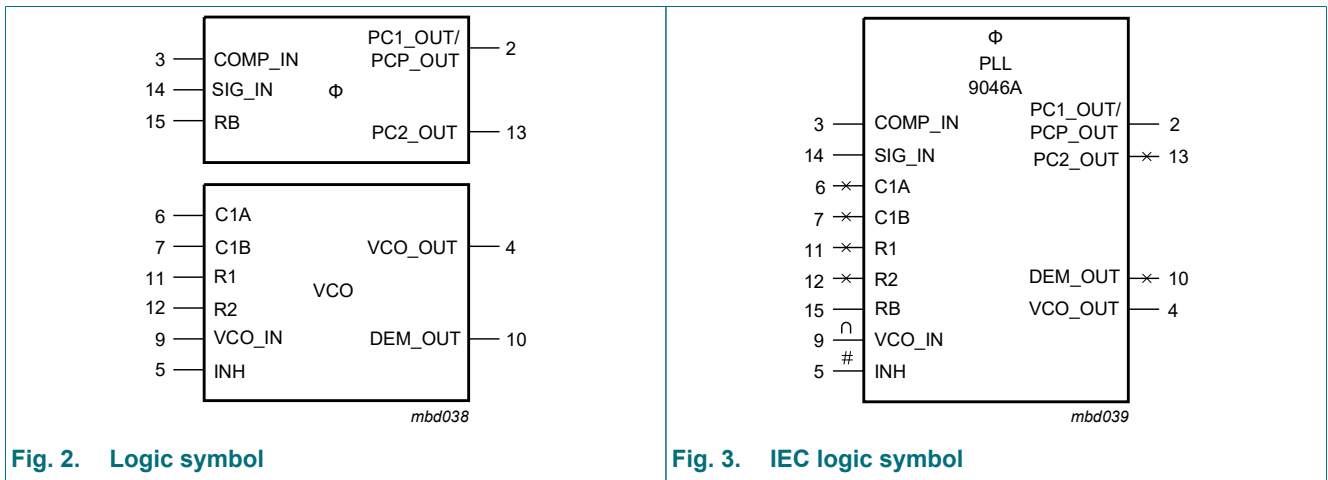 PC1_OUT/
3 COMP_IN PCP_OUT 2
14 SIG_IN Φ
15 RB
PC2_OUT 13
6 C1A
7 C1B VCO_OUT 4
11 R1
VCO
12 R2
9 VCO_IN DEM_OUT 10
5 INH
mbd038
Fig. 2. Logic symbol
Φ
PLL
9046A
PC1_OUT/
3 COMP_IN PCP_OUT 2
14 SIG_IN PC2_OUT 13
6 C1A
7 C1B
11 R1
12 R2 DEM_OUT 10
15 RB VCO_OUT 4
∩
9 VCO_IN
#
5 INH
mbd039
Fig. 3. IEC logic symbol